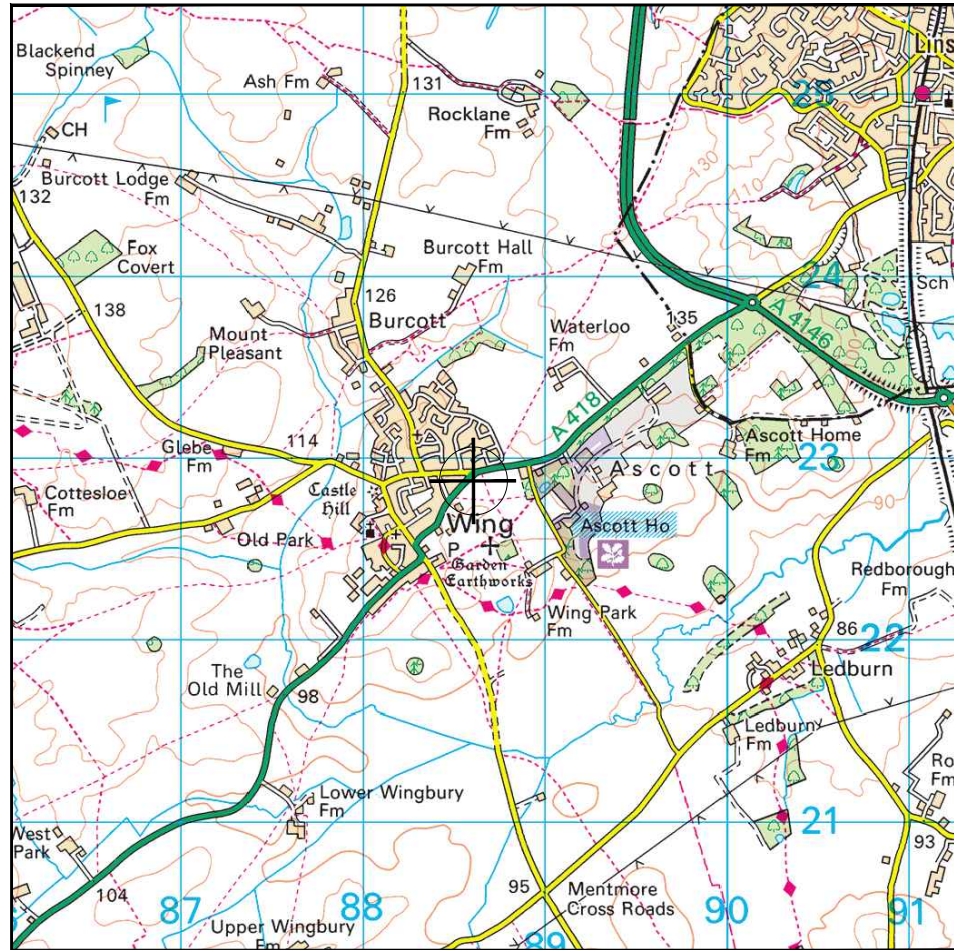 Blackend
Spinney
Ash Fm
131
Rocklane
Fm
25
CH
Burcott Lodge
Fm
132
130
110
Fox
Covert
Burcott Hall
Fm
24
Sch
138
126
Burcott
Waterloo
Fm
135
A 4146
100
Mount
Pleasant
A 418
114
Glebe
Fm
Ascott Home
Fm
23
Ascott
Cottesloe
Fm
Castle
Hill
90
Wing
Ascott Ho
Old Park
P
Garden
Earthworks
Redborough
Fm
Wing Park
Fm
86
22
Ledburn
The
Old Mill
98
Ledburn
Fm
Lower Wingbury
Fm
21
West
Park
93
104
95
Mentmore
Cross Roads
87
88
90
91
Upper Wingbury
Fm
89